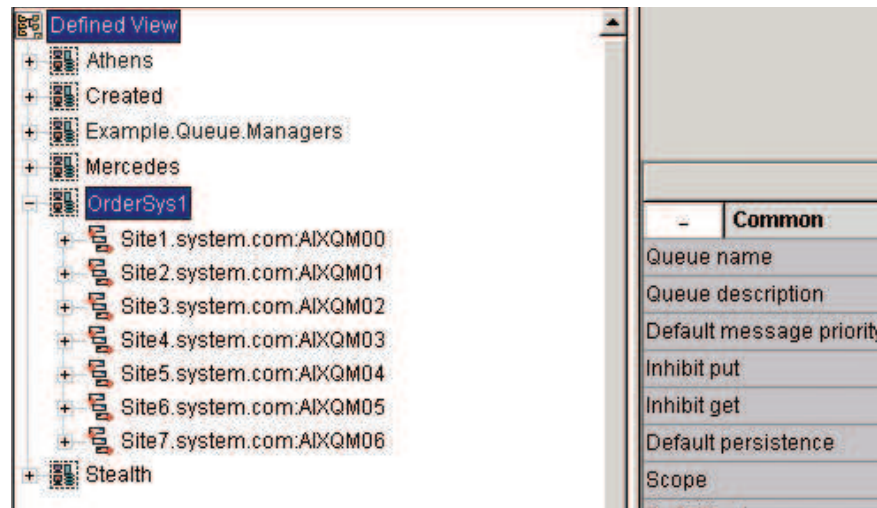 Defined View
Athens
Created
Example.Queue.Managers
Mercedes
OrderSys1
Site1.system.com:AIXQM00
Site2.system.com:AIXQM01
Site3.system.com:AIXQM02
Site4.system.com:AIXQM03
Site5.system.com:AIXQM04
Site6.system.com:AIXQM05
Site7.system.com:AIXQM06
Stealth
Common
Queue name
Queue description
Default message priority
Inhibit put
Inhibit get
Default persistence
Scope